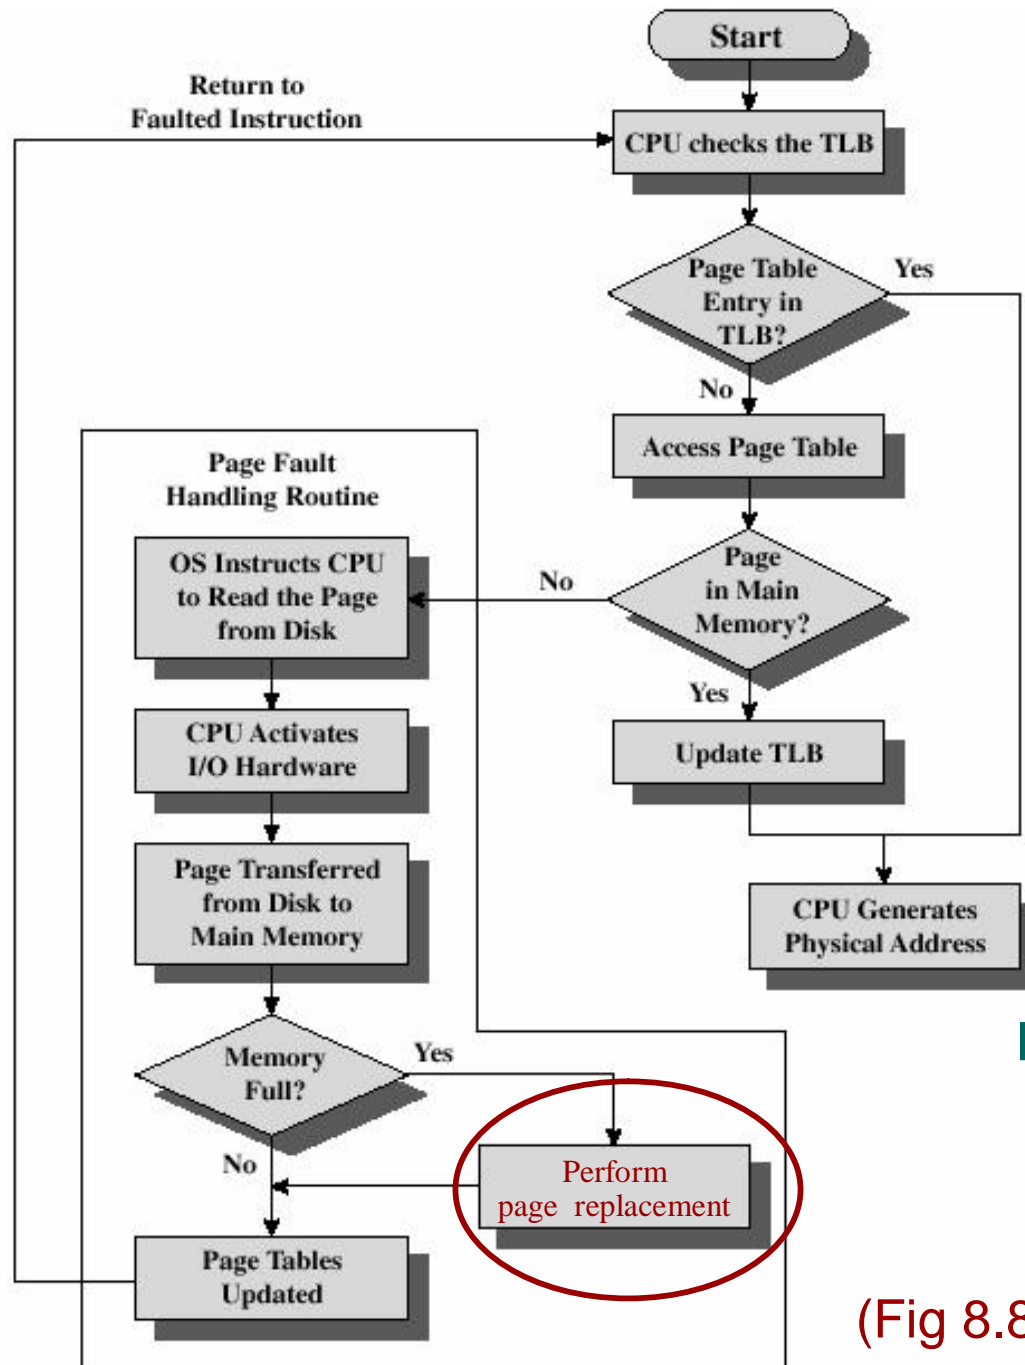 Start
Return to
Faulted Instruction
CPU checks the TLB
Page Table
Entry in
TLB?
Yes
No
Access Page Table
Page Fault
Handling Routine
Page
in Main
Memory?
No
OS Instructs CPU
to Read the Page
from Disk
Yes
CPU Activates
I/O Hardware
Update TLB
Page Transferred
from Disk to
Main Memory
CPU Generates
Physical Address
Memory
Full?
Yes
No
Perform
page replacement
Page Tables
Updated
(Fig 8.8